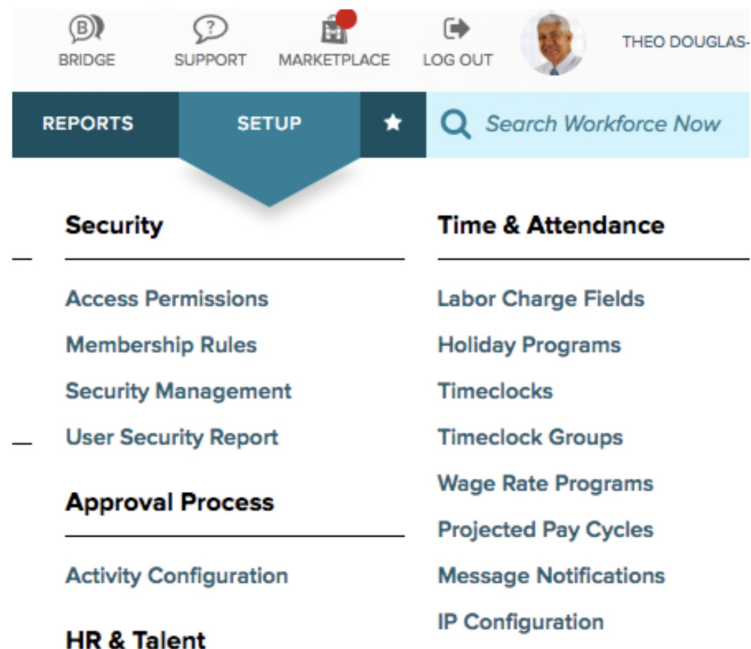 BRIDGE
SUPPORT
MARKETPLACE
LOG OUT
THEO DOUGLAS-
REPORTS
SETUP
Search Workforce Now
Security
Access Permissions
Membership Rules
Security Management
User Security Report
Approval Process
Activity Configuration
HR & Talent
Time & Attendance
Labor Charge Fields
Holiday Programs
Timeclocks
Timeclock Groups
Wage Rate Programs
Projected Pay Cycles
Message Notifications
IP Configuration